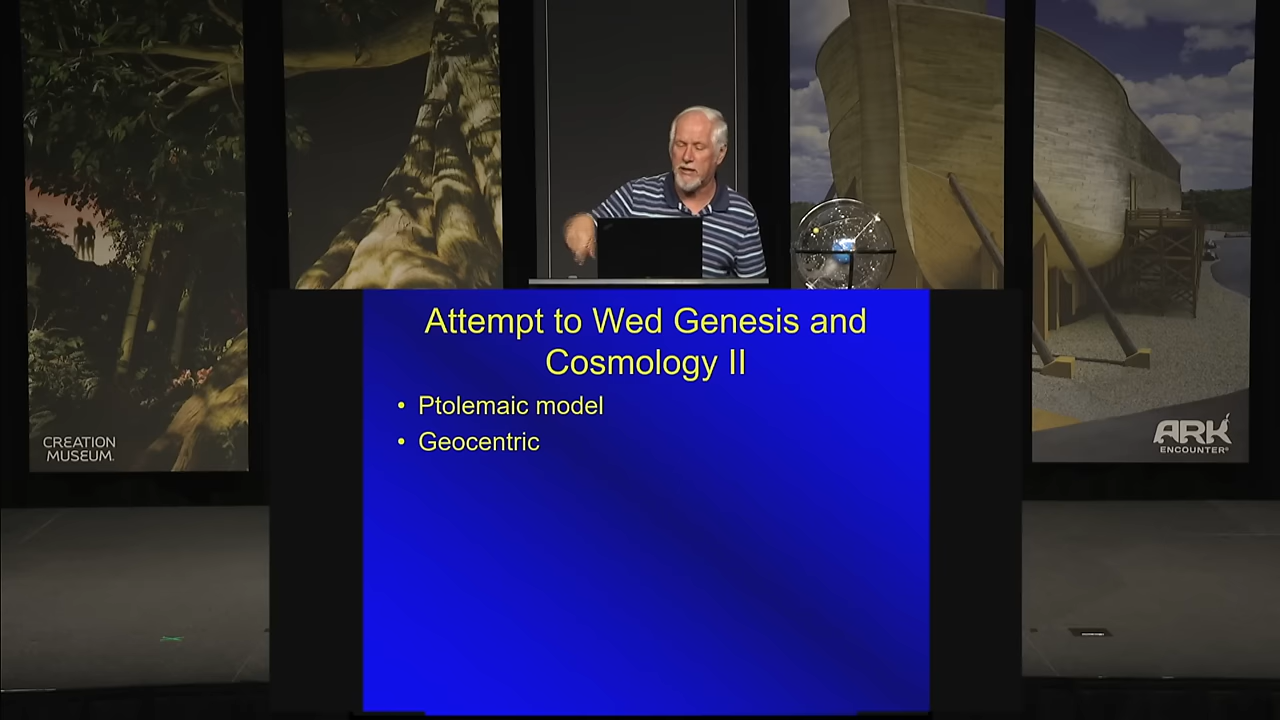 CREATION
MUSEUM.
ARK
ENCOUNTER®
Attempt to Wed Genesis and
Cosmology II
• Ptolemaic model
• Geocentric